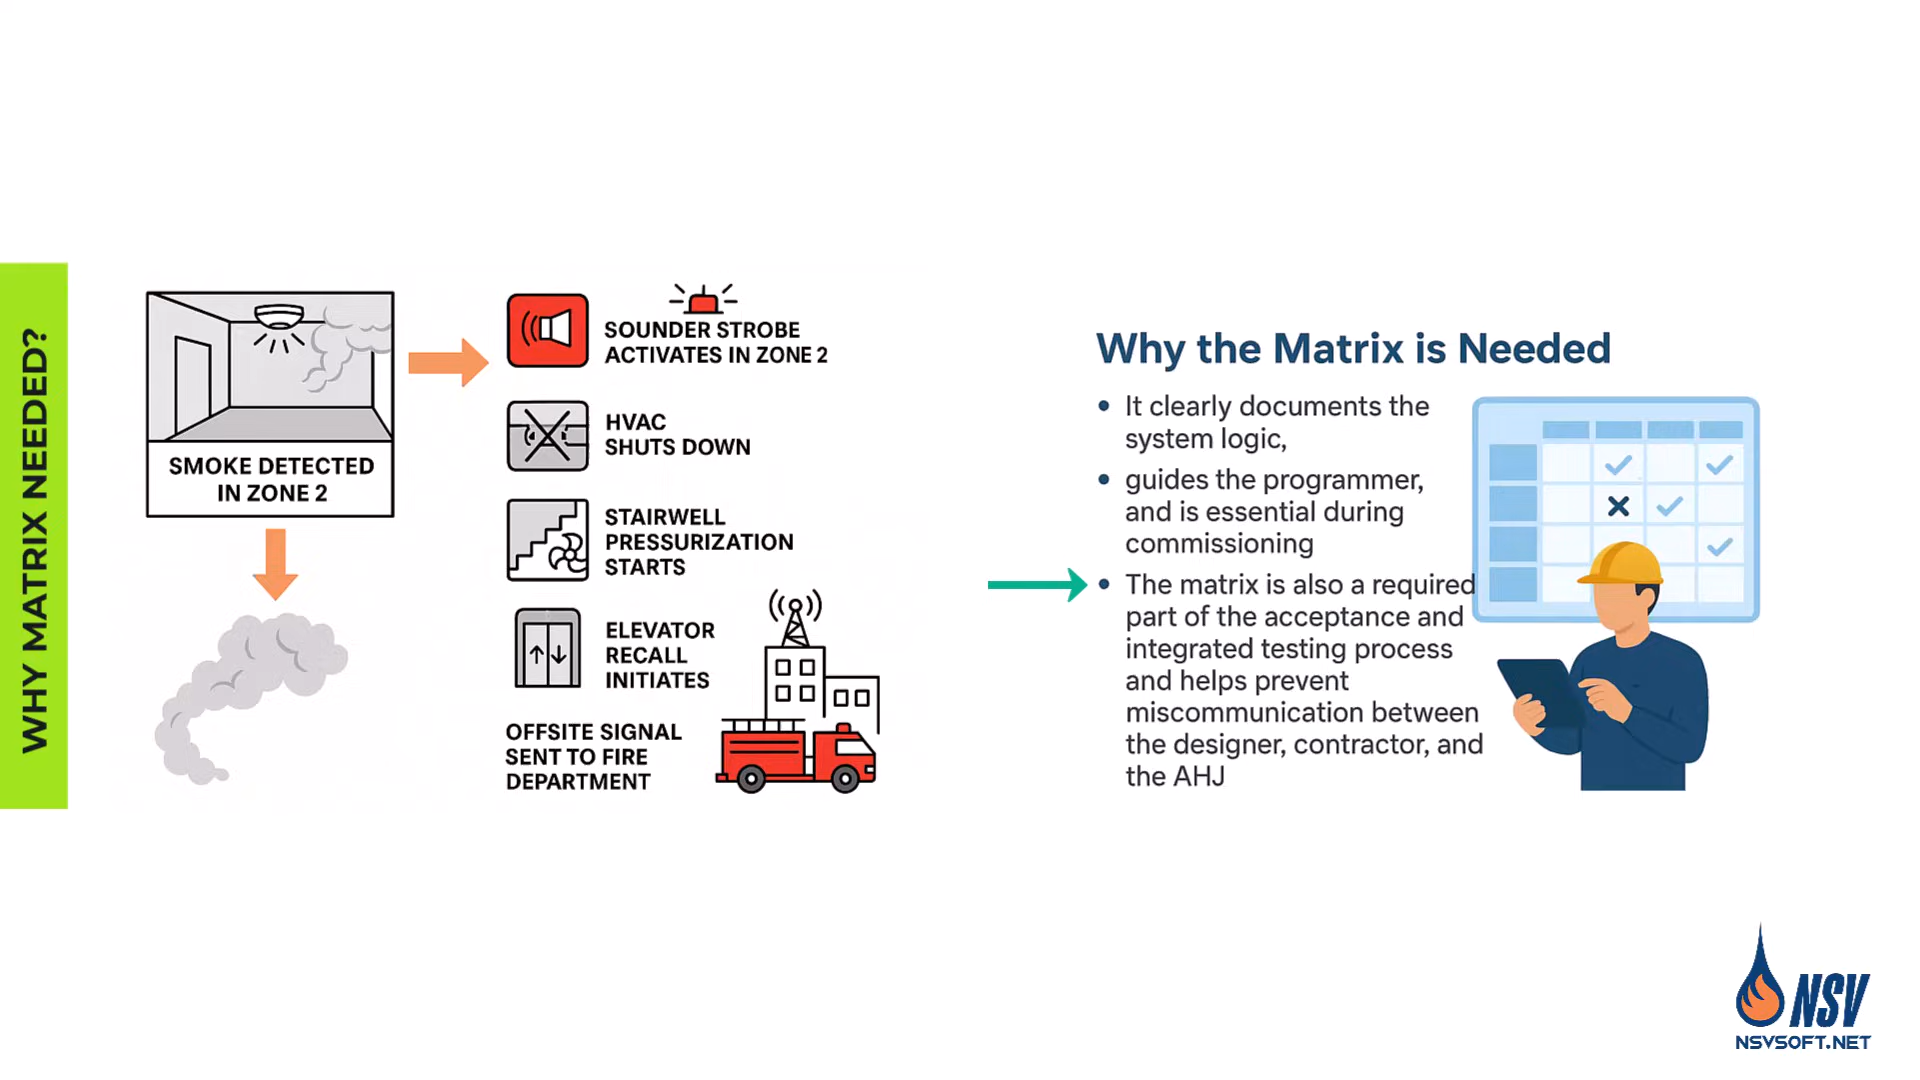 WHY MATRIX NEEDED?
SMOKE DETECTED
IN ZONE 2
SOUNDER STROBE
ACTIVATES IN ZONE 2
HVAC
SHUTS DOWN
STAIRWELL
PRESSURIZATION
STARTS
ELEVATOR
RECALL
INITIATES
OFFSITE SIGNAL
SENT TO FIRE
DEPARTMENT
Why the Matrix is Needed
• It clearly documents the
system logic,
• guides the programmer,
and is essential during
commissioning
• The matrix is also a required
part of the acceptance and
integrated testing process
and helps prevent
miscommunication between
the designer, contractor, and
the AHJ
NSV
NSVSOFT.NET